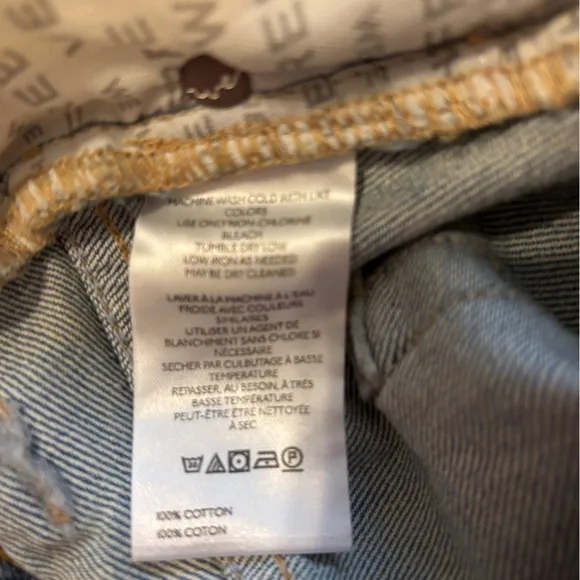 MACHINE WASH COLD WITH LIKE
COLORS
USE ONLY NON-CHLORINE
BLEACH
TUMBLE DRY LOW
LOW IRON AS NEEDED
MAY BE DRY CLEANED
LAVER À LA MACHINE À L'EAU
FROIDE AVEC COULEURS
SIMILAIRES
UTILISER UN AGENT DE
BLANCHIMENT SANS CHLORE SI
NÉCESSAIRE
SECHER PAR CULBUTAGE À BASSE
TEMPERATURE
REPASSER, AU BESOIN, À TRÈS
BASSE TEMPÉRATURE
PEUT-ÊTRE ÊTRE NETTOYÉE
À SEC
100% COTTON
100% COTON